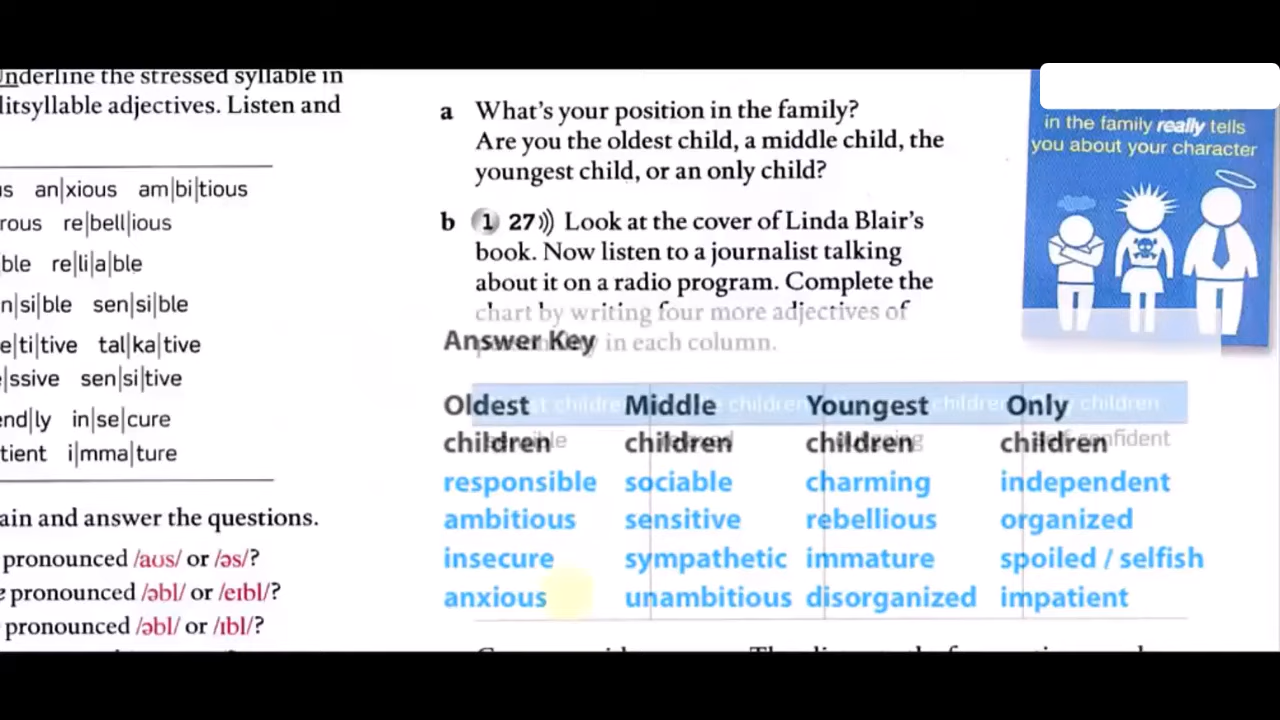 Underline the stressed syllable in
litsyllable adjectives. Listen and
us an|xious am|bi|tious
rous re|bell|ious
ble re|li|a|ble
n|si|ble sen|si|ble
e|ti|tive tal|ka|tive
e|ssive sen|si|tive
end|ly in|se|cure
tient i|mma|ture
ain and answer the questions.
pronounced /aʊs/ or /əs/?
e pronounced /əbl/ or /eɪbl/?
pronounced /əbl/ or /ɪbl/?
a What's your position in the family?
Are you the oldest child, a middle child, the
youngest child, or an only child?
b 1 27))) Look at the cover of Linda Blair's
book. Now listen to a journalist talking
about it on a radio program. Complete the
chart by writing four more adjectives of
in each column.
Answer Key
Oldest Middle Youngest Only
children children children children
self-confident
responsible sociable charming independent
ambitious sensitive rebellious organized
insecure sympathetic immature spoiled / selfish
anxious unambitious disorganized impatient
in the family really tells
you about your character